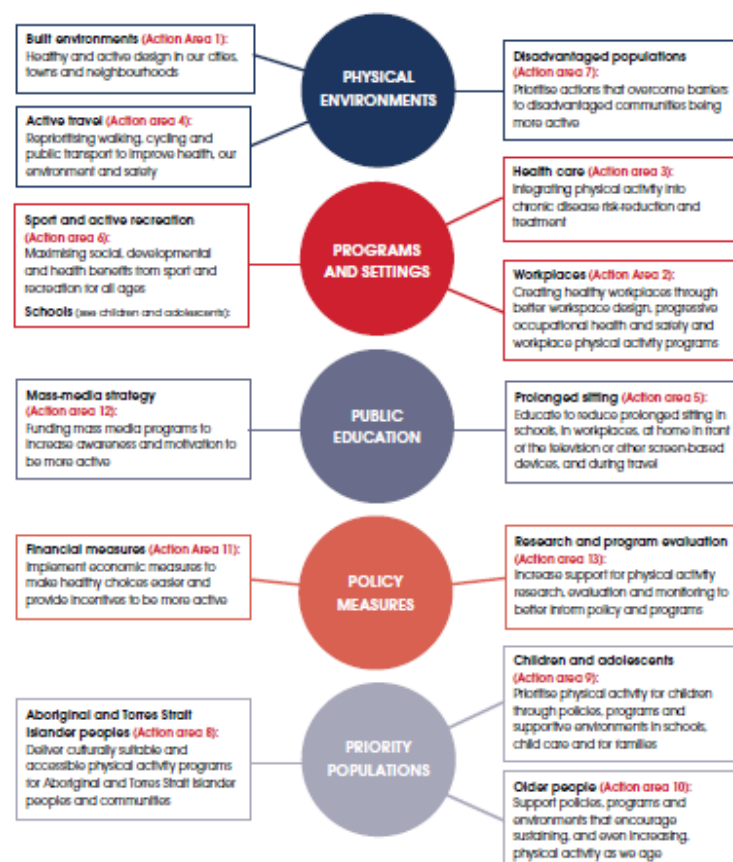 Built environments (Action Area 1):
Healthy and active design in our cities,
towns and neighbourhoods
Active travel (Action area 4):
Reprioritising walking, cycling and
public transport to improve health, our
environment and safety
PHYSICAL
ENVIRONMENTS
Disadvantaged populations
(Action area 7):
Prioritise actions that overcome barriers
to disadvantaged communities being
more active
Sport and active recreation
(Action area 6):
Maximising social, developmental
and health benefits from sport and
recreation for all ages
Schools (see children and adolescents):
PROGRAMS
AND SETTINGS
Health care (Action area 3):
Integrating physical activity into
chronic disease risk-reduction and
treatment
Workplaces (Action Area 2):
Creating healthy workplaces through
better workspace design, progressive
occupational health and safety and
workplace physical activity programs
Mass-media strategy
(Action area 12):
Funding mass media programs to
increase awareness and motivation to
be more active
PUBLIC
EDUCATION
Prolonged sitting (Action area 5):
Educate to reduce prolonged sitting in
schools, in workplaces, at home in front
of the television or other screen-based
devices, and during travel
Financial measures (Action Area 11):
Implement economic measures to
make healthy choices easier and
provide incentives to be more active
POLICY
MEASURES
Research and program evaluation
(Action area 13):
Increase support for physical activity
research, evaluation and monitoring to
better inform policy and programs
Aboriginal and Torres Strait
Islander peoples (Action area 8):
Deliver culturally suitable and
accessible physical activity programs
for Aboriginal and Torres Strait Islander
peoples and communities
PRIORITY
POPULATIONS
Children and adolescents
(Action area 9):
Prioritise physical activity for children
through policies, programs and
supportive environments in schools,
child care and for families
Older people (Action area 10):
Support policies, programs and
environments that encourage
sustaining, and even increasing,
physical activity as we age